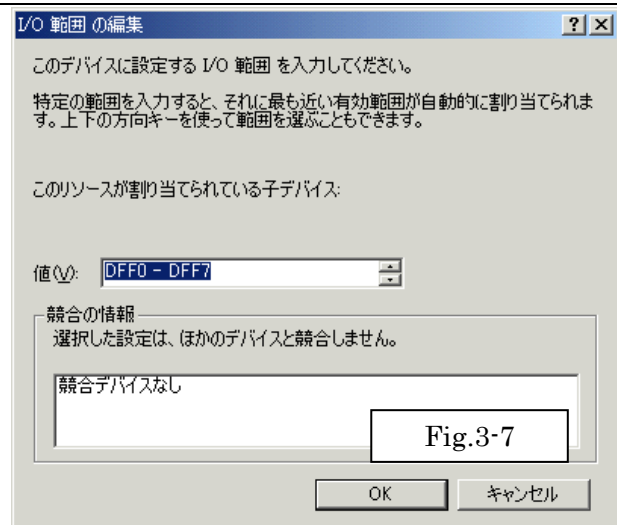 I/O 範囲 の編集
このデバイスに設定する I/O 範囲 を入力してください。
特定の範囲を入力すると、それに最も近い有効範囲が自動的に割り当てられま
す。上下の方向キーを使って範囲を選ぶこともできます。
このリソースが割り当てられている子デバイス:
値(V): DFF0 - DFF7
競合の情報
選択した設定は、ほかのデバイスと競合しません。
競合デバイスなし
Fig.3-7
OK キャンセル